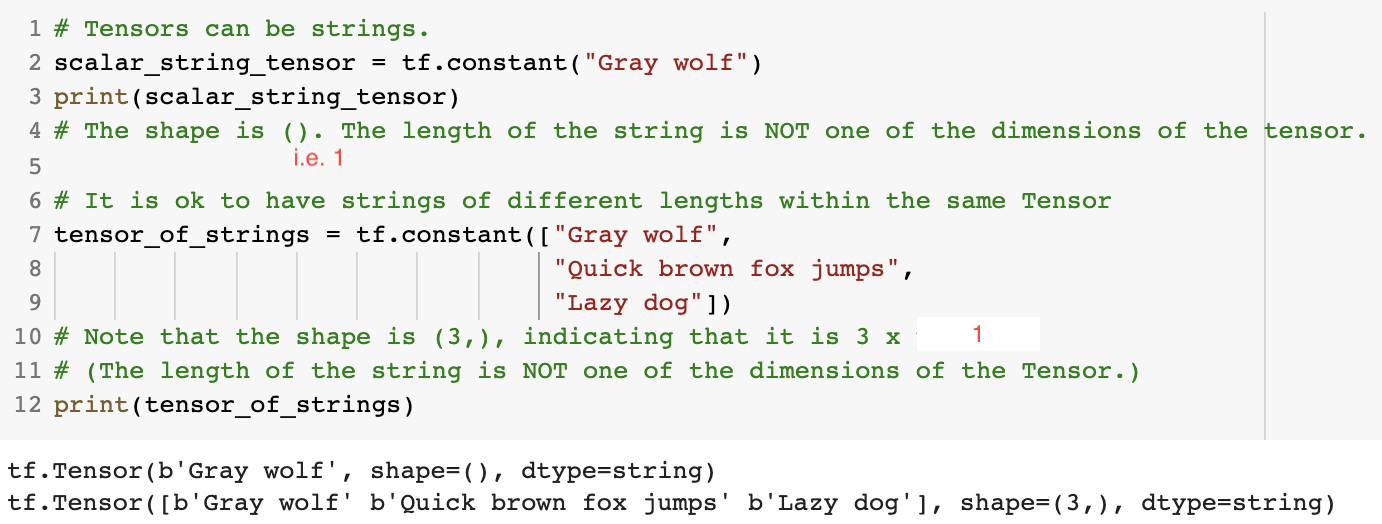 1 # Tensors can be strings.
2 scalar_string_tensor = tf.constant("Gray wolf")
3 print(scalar_string_tensor)
4 # The shape is (). The length of the string is NOT one of the dimensions of the tensor.
i.e. 1
5
6 # It is ok to have strings of different lengths within the same Tensor
7 tensor_of_strings = tf.constant(["Gray wolf",
8 "Quick brown fox jumps",
9 "Lazy dog"])
10 # Note that the shape is (3,), indicating that it is 3 x 1
11 # (The length of the string is NOT one of the dimensions of the Tensor.)
12 print(tensor_of_strings)
tf.Tensor(b'Gray wolf', shape=(), dtype=string)
tf.Tensor([b'Gray wolf' b'Quick brown fox jumps' b'Lazy dog'], shape=(3,), dtype=string)